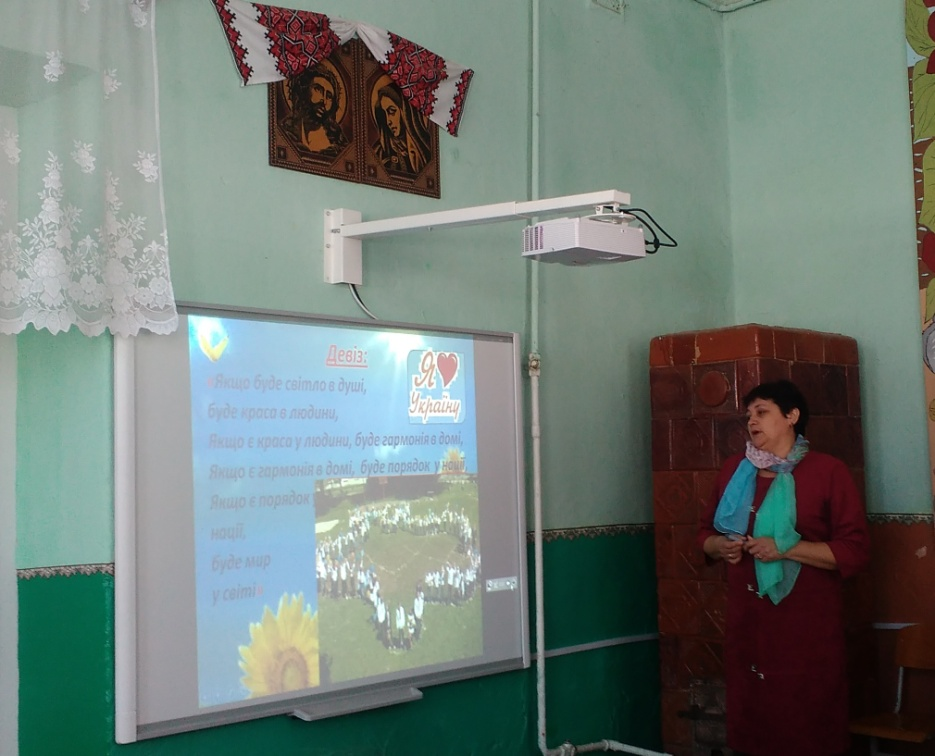 Девіз:
«Якщо буде світло в душі,
буде краса в людини,
Якщо є краса у людини, буде гармонія в домі,
Якщо є гармонія в домі, буде порядок у нації,
Якщо є порядок у
нації,
буде мир
у світі»
Я
Україну